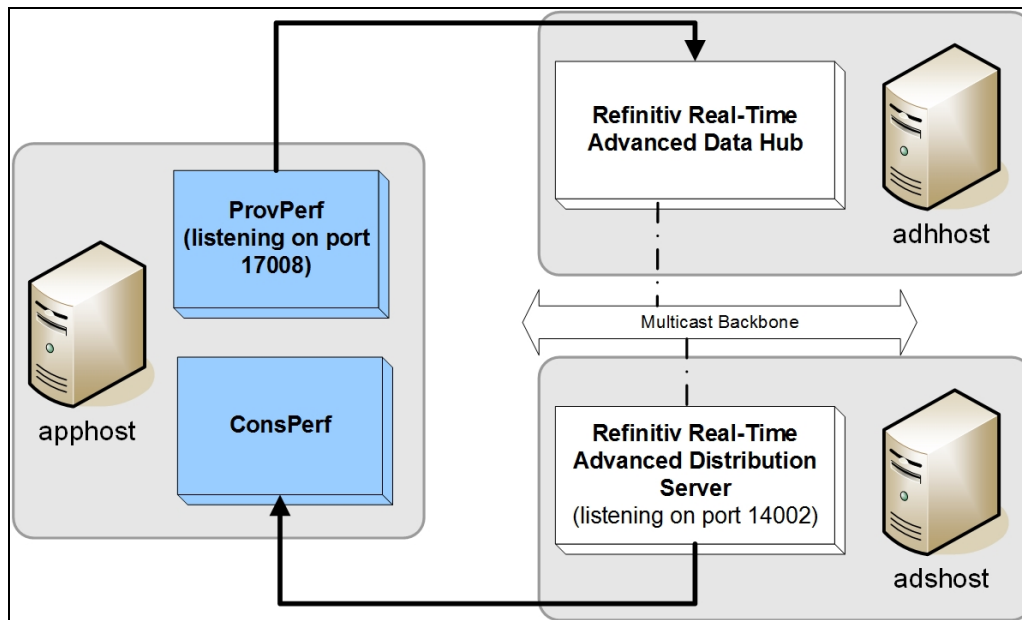 Refinitiv Real-Time
Advanced Data Hub
adhhost
ProvPerf
(listening on port
17008)
Multicast Backbone
ConsPerf
apphost
Refinitiv Real-Time
Advanced Distribution
Server
(listening on port 14002)
adshost